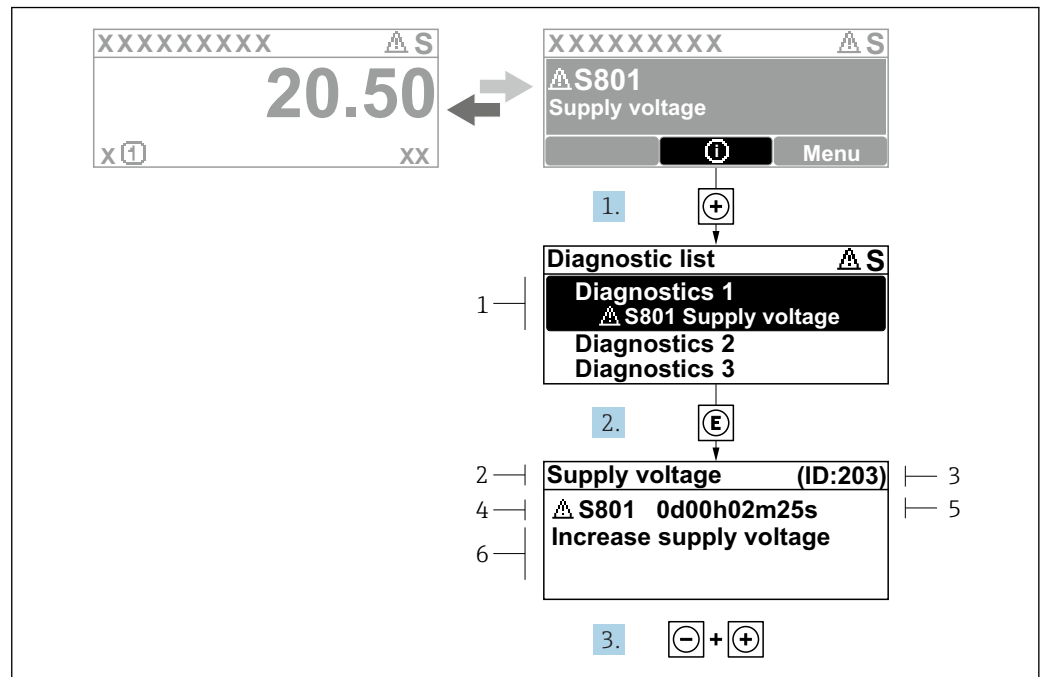 XXXXXXXXX ⚠ S
20.50
X ① XX
XXXXXXXXX ⚠ S
⚠ S801
Supply voltage
ⓘ Menu
1. ⊕
Diagnostic list ⚠ S
1 Diagnostics 1
⚠ S801 Supply voltage
Diagnostics 2
Diagnostics 3
2. Ⓔ
2 Supply voltage (ID:203) 3
4 ⚠ S801 0d00h02m25s 5
6 Increase supply voltage
3. ⊖ + ⊕